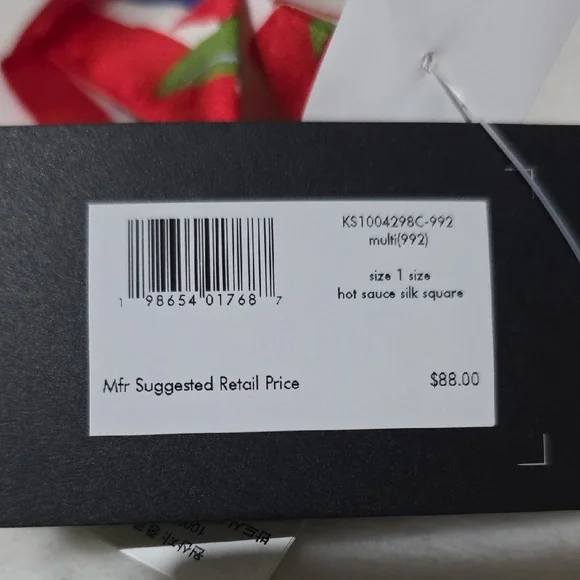 KS1004298C-992
multi(992)
size 1 size
hot sauce silk square
1 98654 01768 7
Mfr Suggested Retail Price $88.00